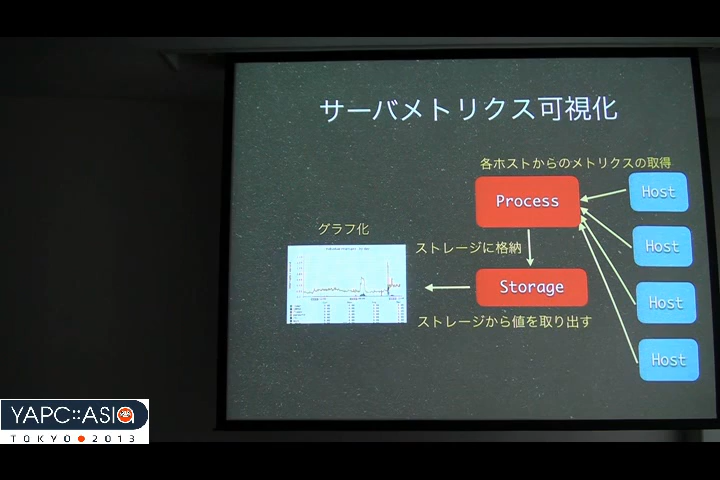 サーバメトリクス可視化
各ホストからのメトリクスの取得
Process
Host
グラフ化
ストレージに格納
Host
Storage
Host
ストレージから値を取り出す
Host
YAPC::ASIA
TOKYO 2013